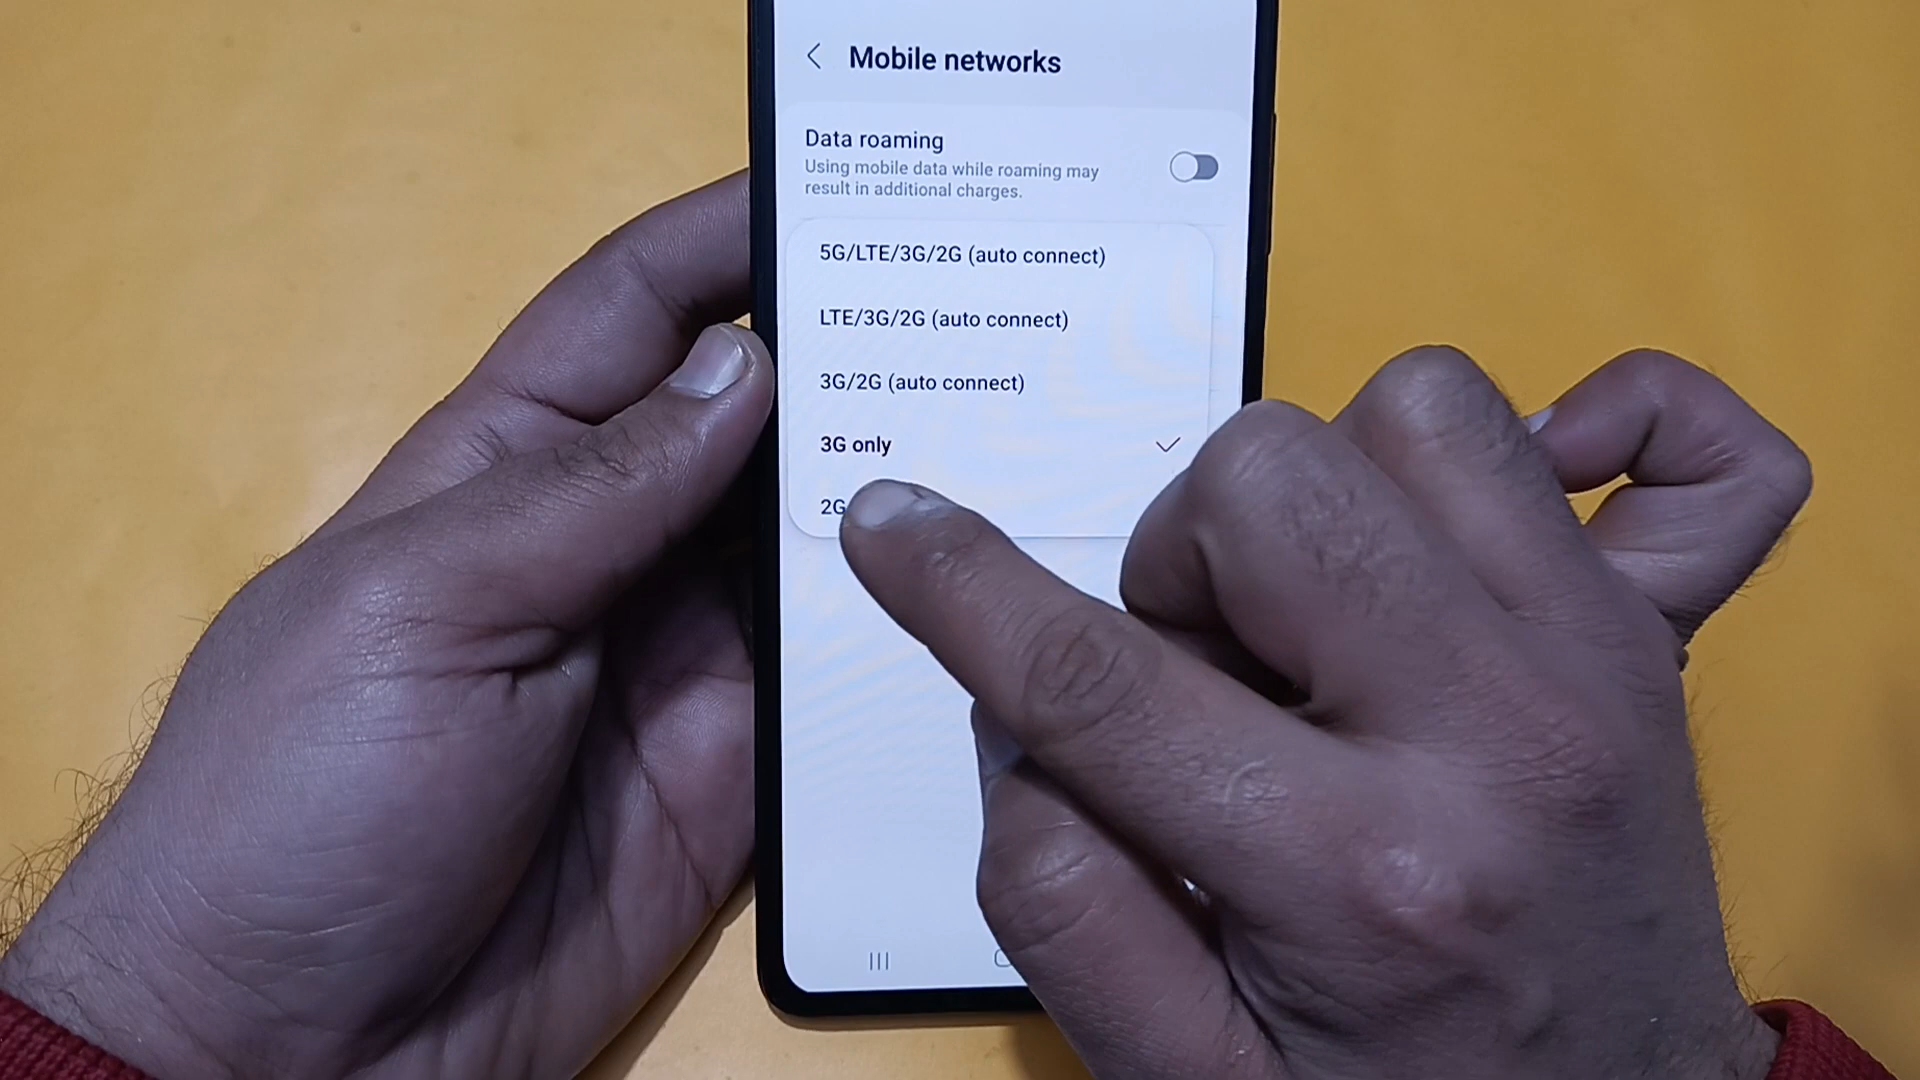 Mobile networks
Data roaming
Using mobile data while roaming may
result in additional charges.
5G/LTE/3G/2G (auto connect)
LTE/3G/2G (auto connect)
3G/2G (auto connect)
3G only
2G